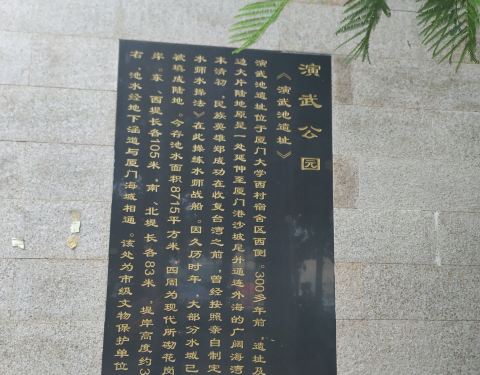 演武公园
《演武池遗址》
演武池遗址位于厦门大学西村宿舍区西侧。300多年前，遗址及
边大片陆地原是一处延伸至厦门港沙坡尾并通连外海的广阔海湾
末清初，民族英雄郑成功在收复台湾之前，曾经按照亲自制定
水师水操法》在此操练水师战船。因久历时年，大部分水域已
被填成陆地。今存池水面积8715平方米，四周为现代所砌花岗
岸。东、西堤长各105米，南、北堤长各83米，堤岸高度约3
右，池水经地下涵道与厦门海域相通。该处为市级文物保护单位